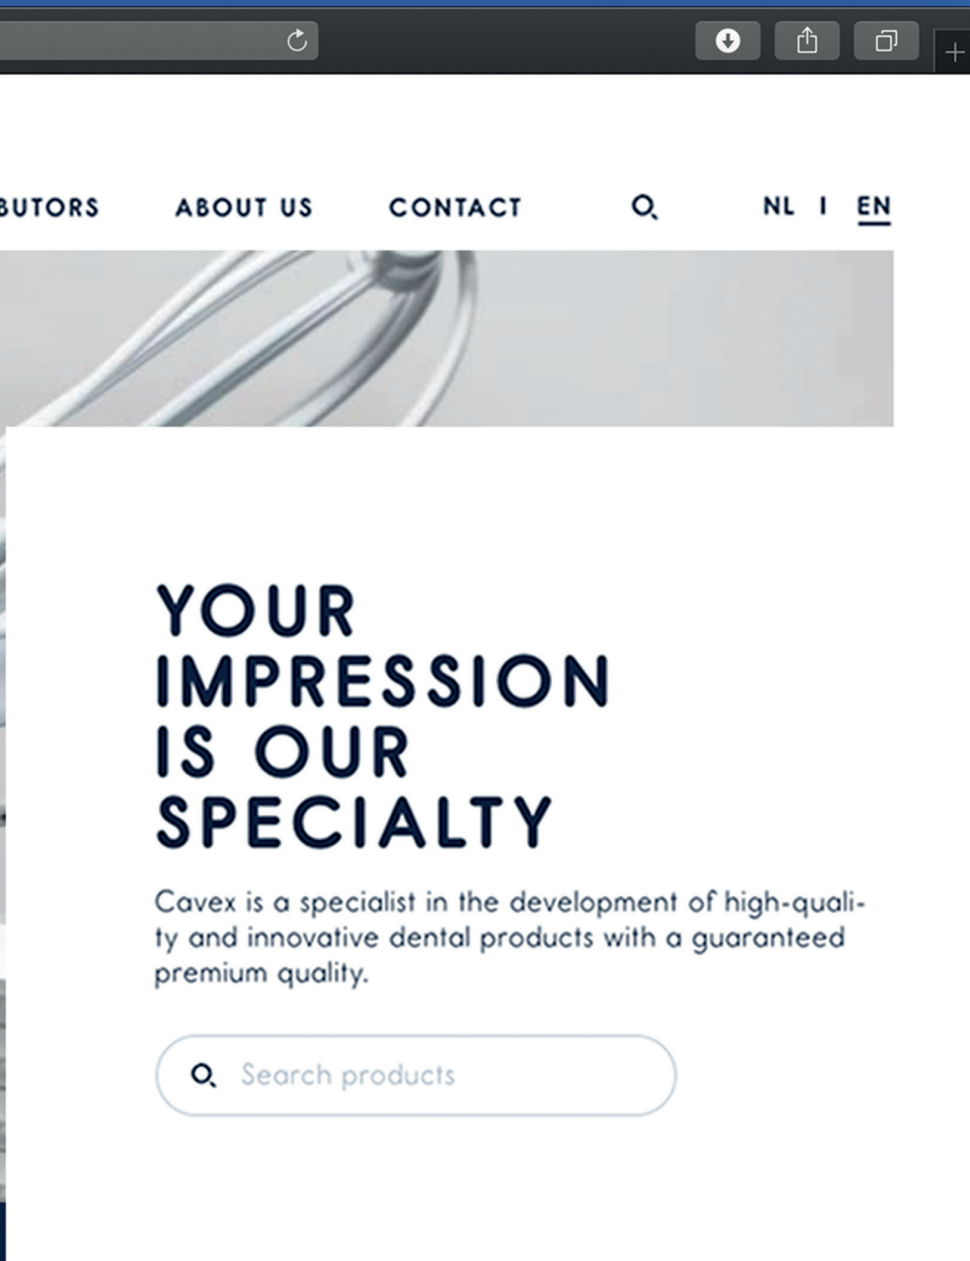 BUTORS ABOUT US CONTACT NL I EN
YOUR
IMPRESSION
IS OUR
SPECIALTY
Cavex is a specialist in the development of high-quali-
ty and innovative dental products with a guaranteed
premium quality.
Search products